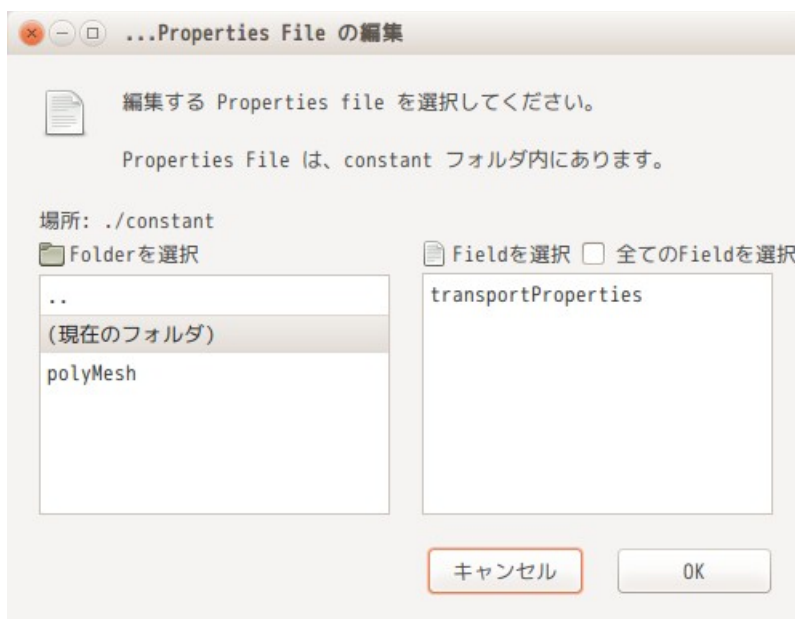 ...Properties File の編集
編集する Properties file を選択してください。
Properties File は、constant フォルダ内にあります。
場所: ./constant
Folderを選択
..
(現在のフォルダ)
polyMesh
Fieldを選択 全てのFieldを選択
transportProperties
キャンセル OK